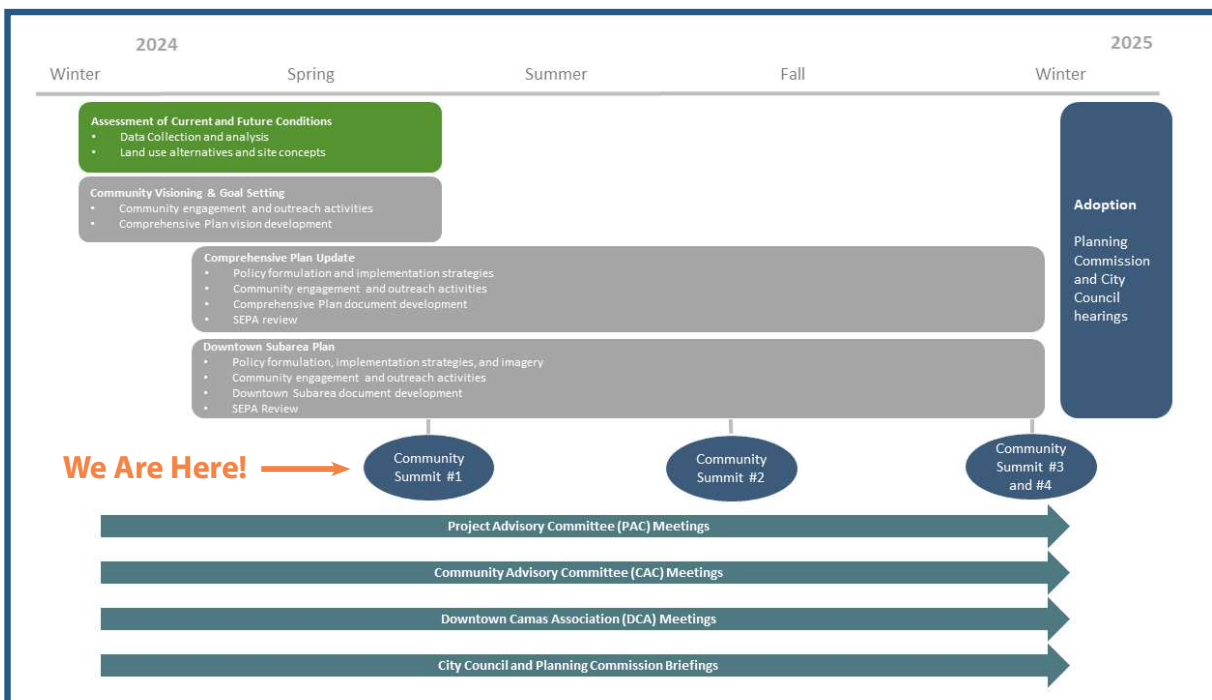 2024
2025
Winter
Spring
Summer
Fall
Winter
Assessment of Current and Future Conditions
• Data Collection and analysis
• Land use alternatives and site concepts
Community Visioning & Goal Setting
• Community engagement and outreach activities
• Comprehensive Plan vision development
Comprehensive Plan Update
• Policy formulation and implementation strategies
• Community engagement and outreach activities
• Comprehensive Plan document development
• SEPA review
Downtown Subarea Plan
• Policy formulation, implementation strategies, and imagery
• Community engagement and outreach activities
• Downtown Subarea document development
• SEPA Review
Adoption
Planning
Commission
and City
Council
hearings
We Are Here!
Community
Summit #1
Community
Summit #2
Community
Summit #3
and #4
Project Advisory Committee (PAC) Meetings
Community Advisory Committee (CAC) Meetings
Downtown Camas Association (DCA) Meetings
City Council and Planning Commission Briefings